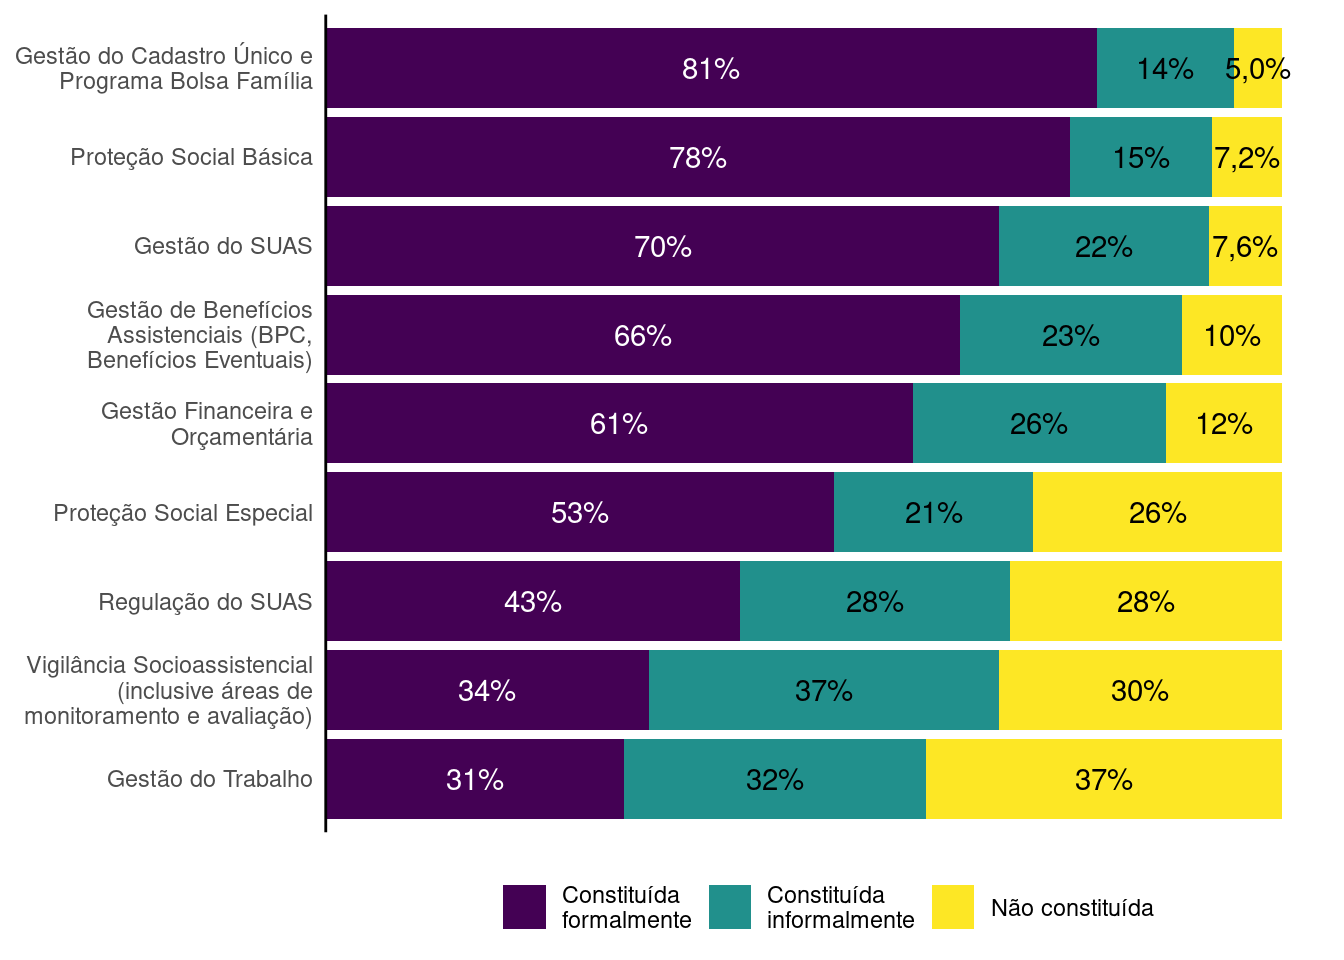 Gestão do Cadastro Único e
Programa Bolsa Família
81%
14%
5,0%
Proteção Social Básica
78%
15%
7,2%
Gestão do SUAS
70%
22%
7,6%
Gestão de Benefícios
Assistenciais (BPC,
Benefícios Eventuais)
66%
23%
10%
Gestão Financeira e
Orçamentária
61%
26%
12%
Proteção Social Especial
53%
21%
26%
Regulação do SUAS
43%
28%
28%
Vigilância Socioassistencial
(inclusive áreas de
monitoramento e avaliação)
34%
37%
30%
Gestão do Trabalho
31%
32%
37%
Constituída
formalmente
Constituída
informalmente
Não constituída